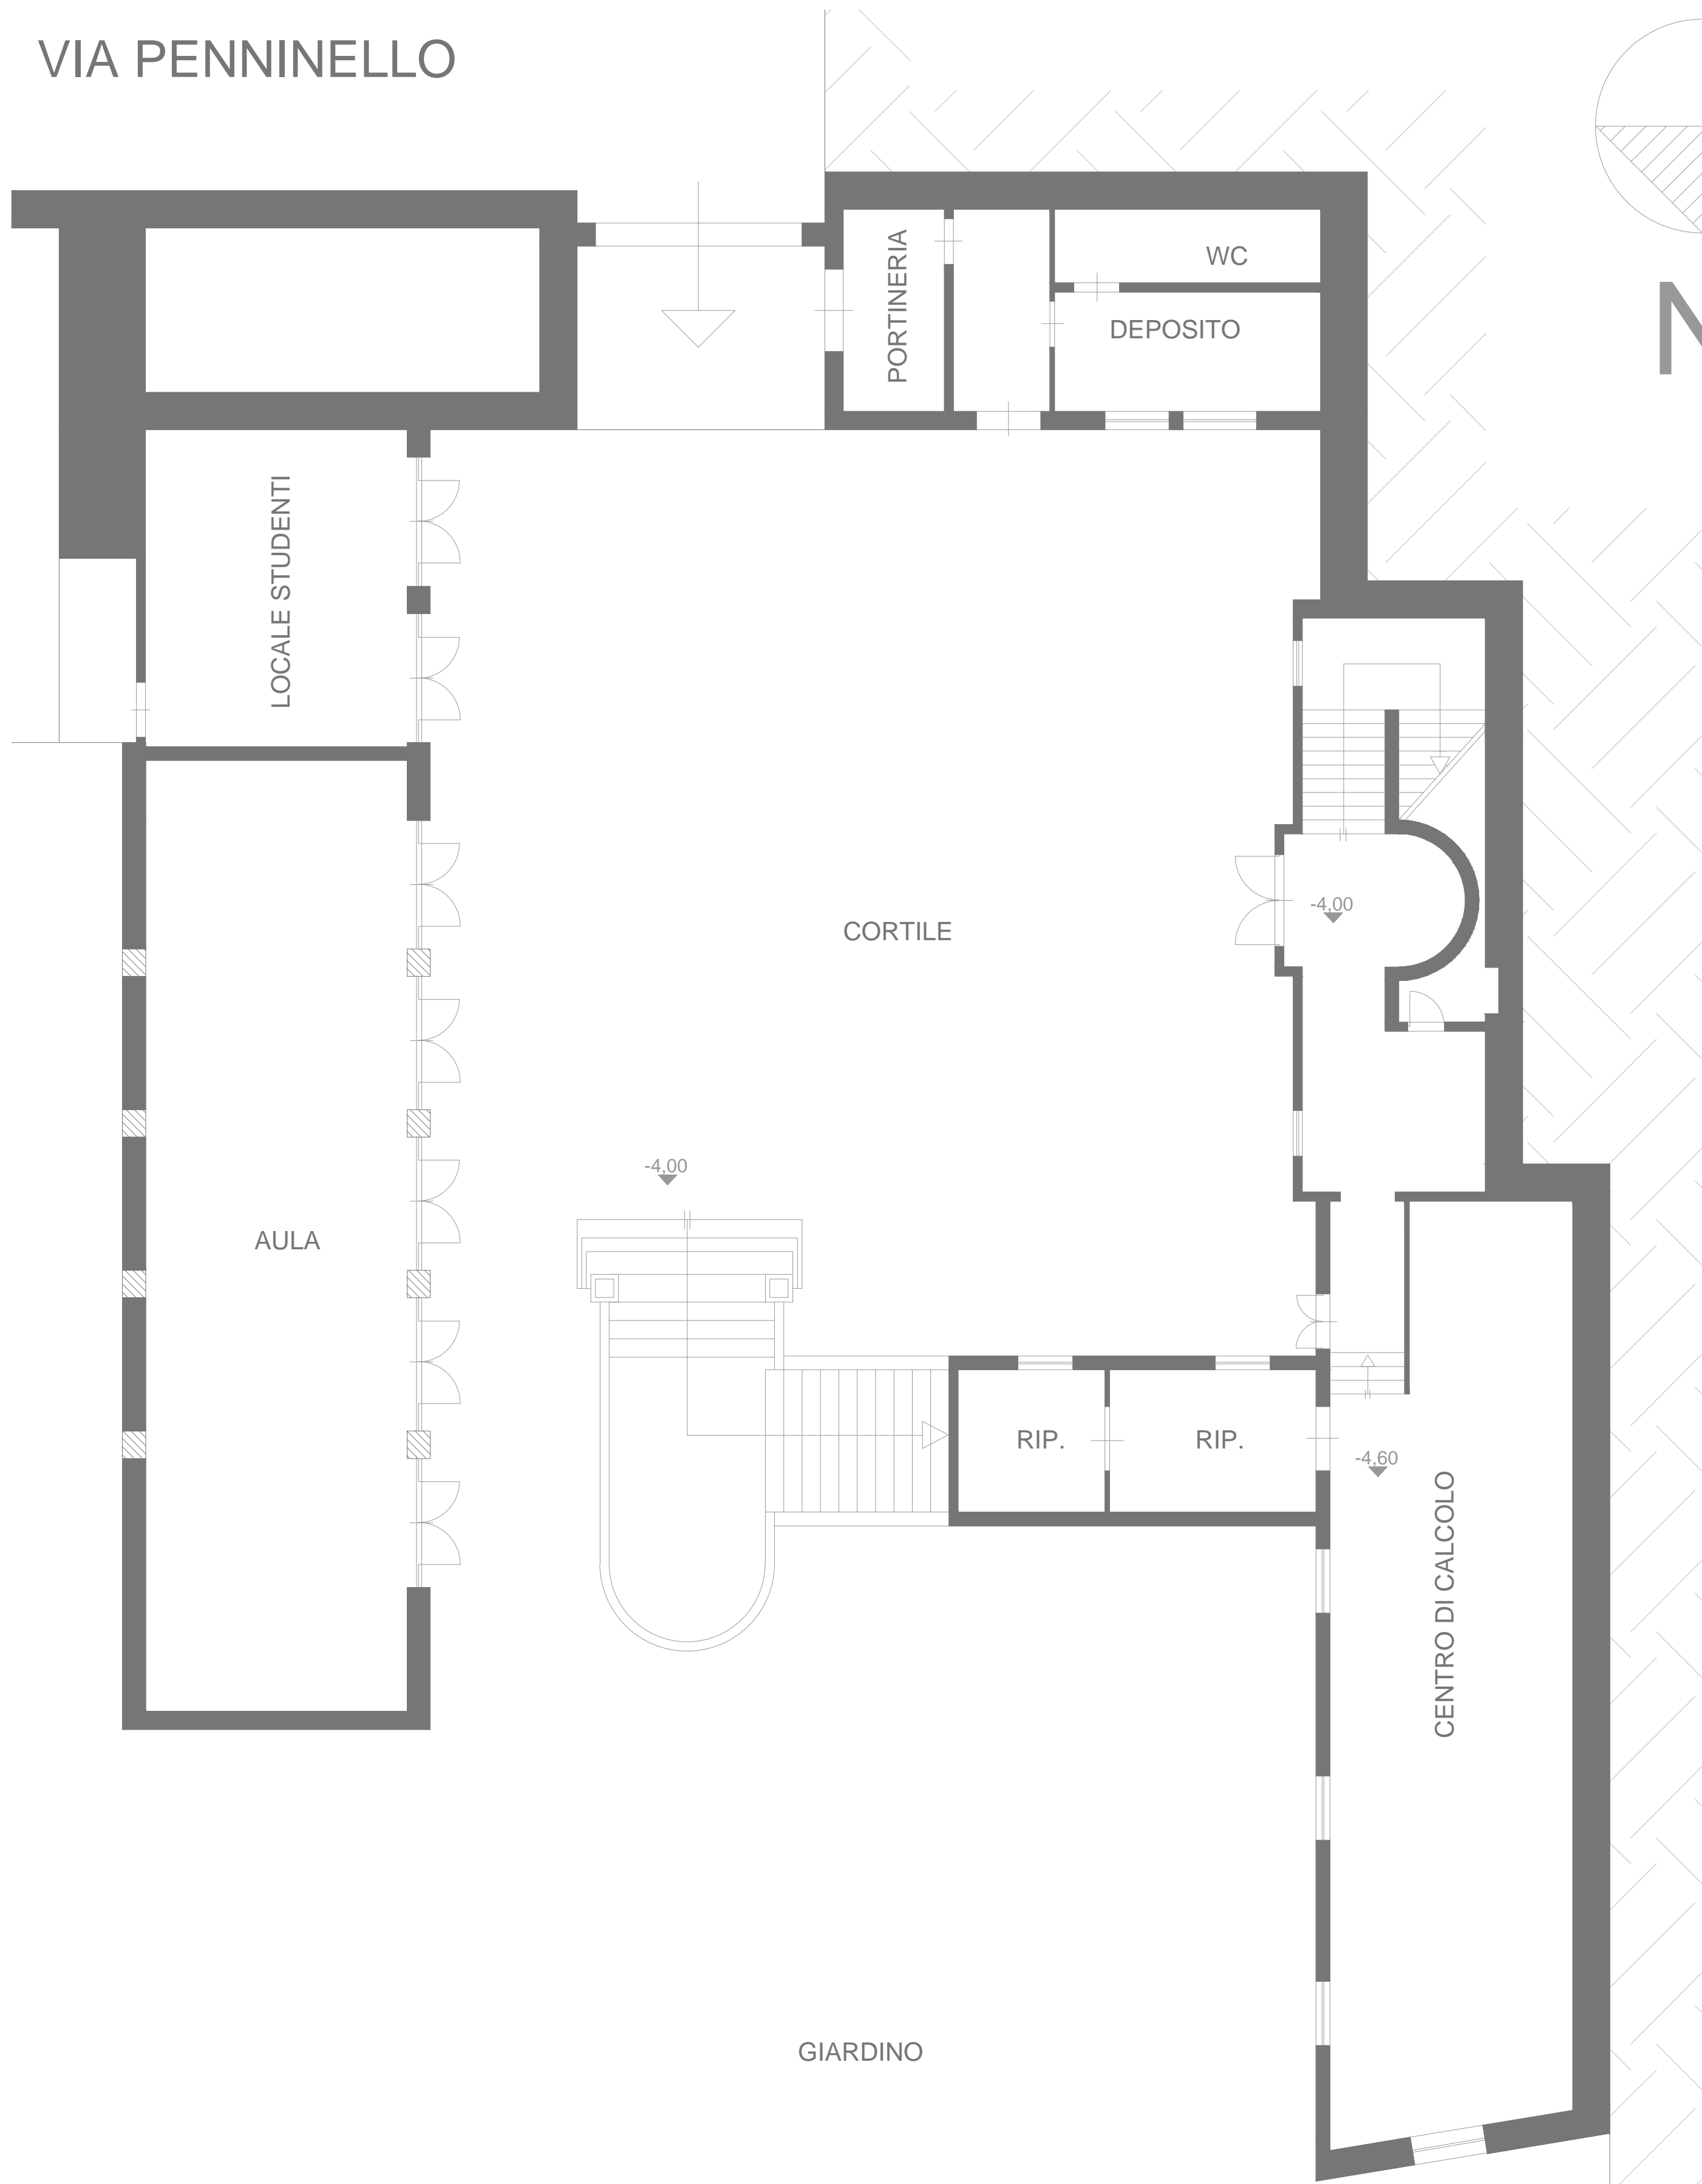 VIA PENNINELLO
N
PORTINERIA
WC
DEPOSITO
LOCALE STUDENTI
-4,00
CORTILE
-4,00
AULA
RIP.
RIP.
-4,60
CENTRO DI CALCOLO
GIARDINO